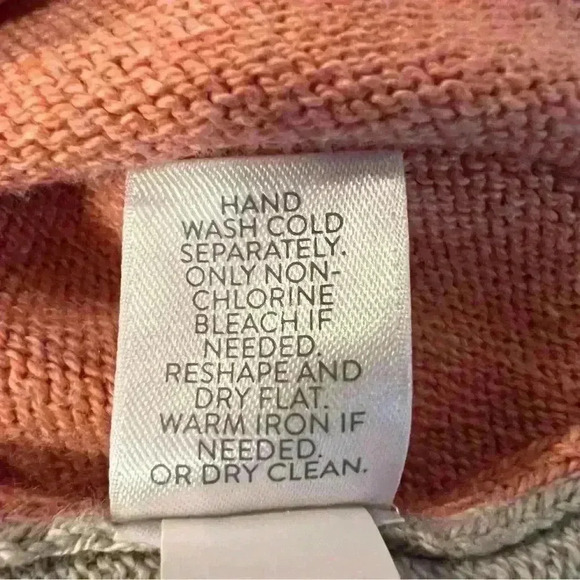 HAND
WASH COLD
SEPARATELY.
ONLY NON-
CHLORINE
BLEACH IF
NEEDED.
RESHAPE AND
DRY FLAT.
WARM IRON IF
NEEDED.
OR DRY CLEAN.